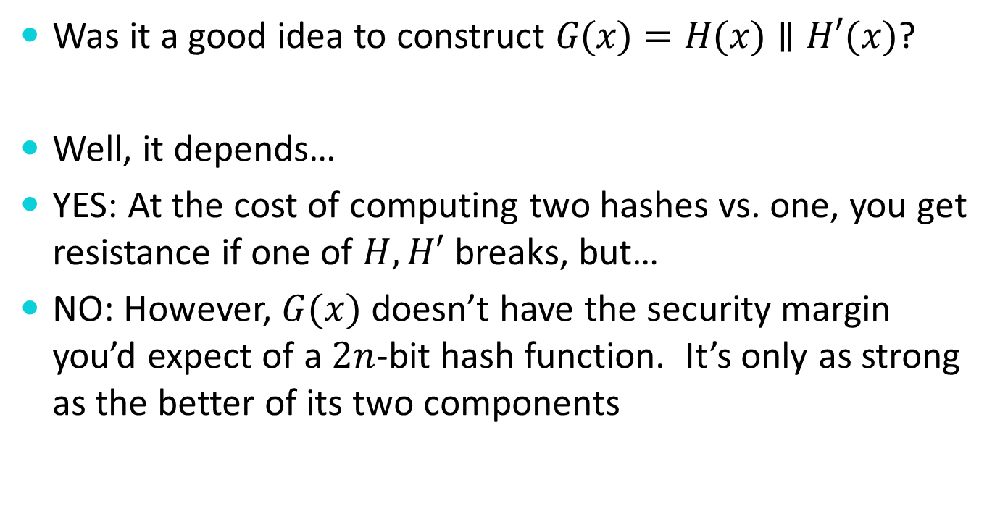 • Was it a good idea to construct G(x) = H(x) ∥ H′(x)?
• Well, it depends…
• YES: At the cost of computing two hashes vs. one, you get
resistance if one of H, H′ breaks, but…
• NO: However, G(x) doesn’t have the security margin
you’d expect of a 2n-bit hash function.  It’s only as strong
as the better of its two components